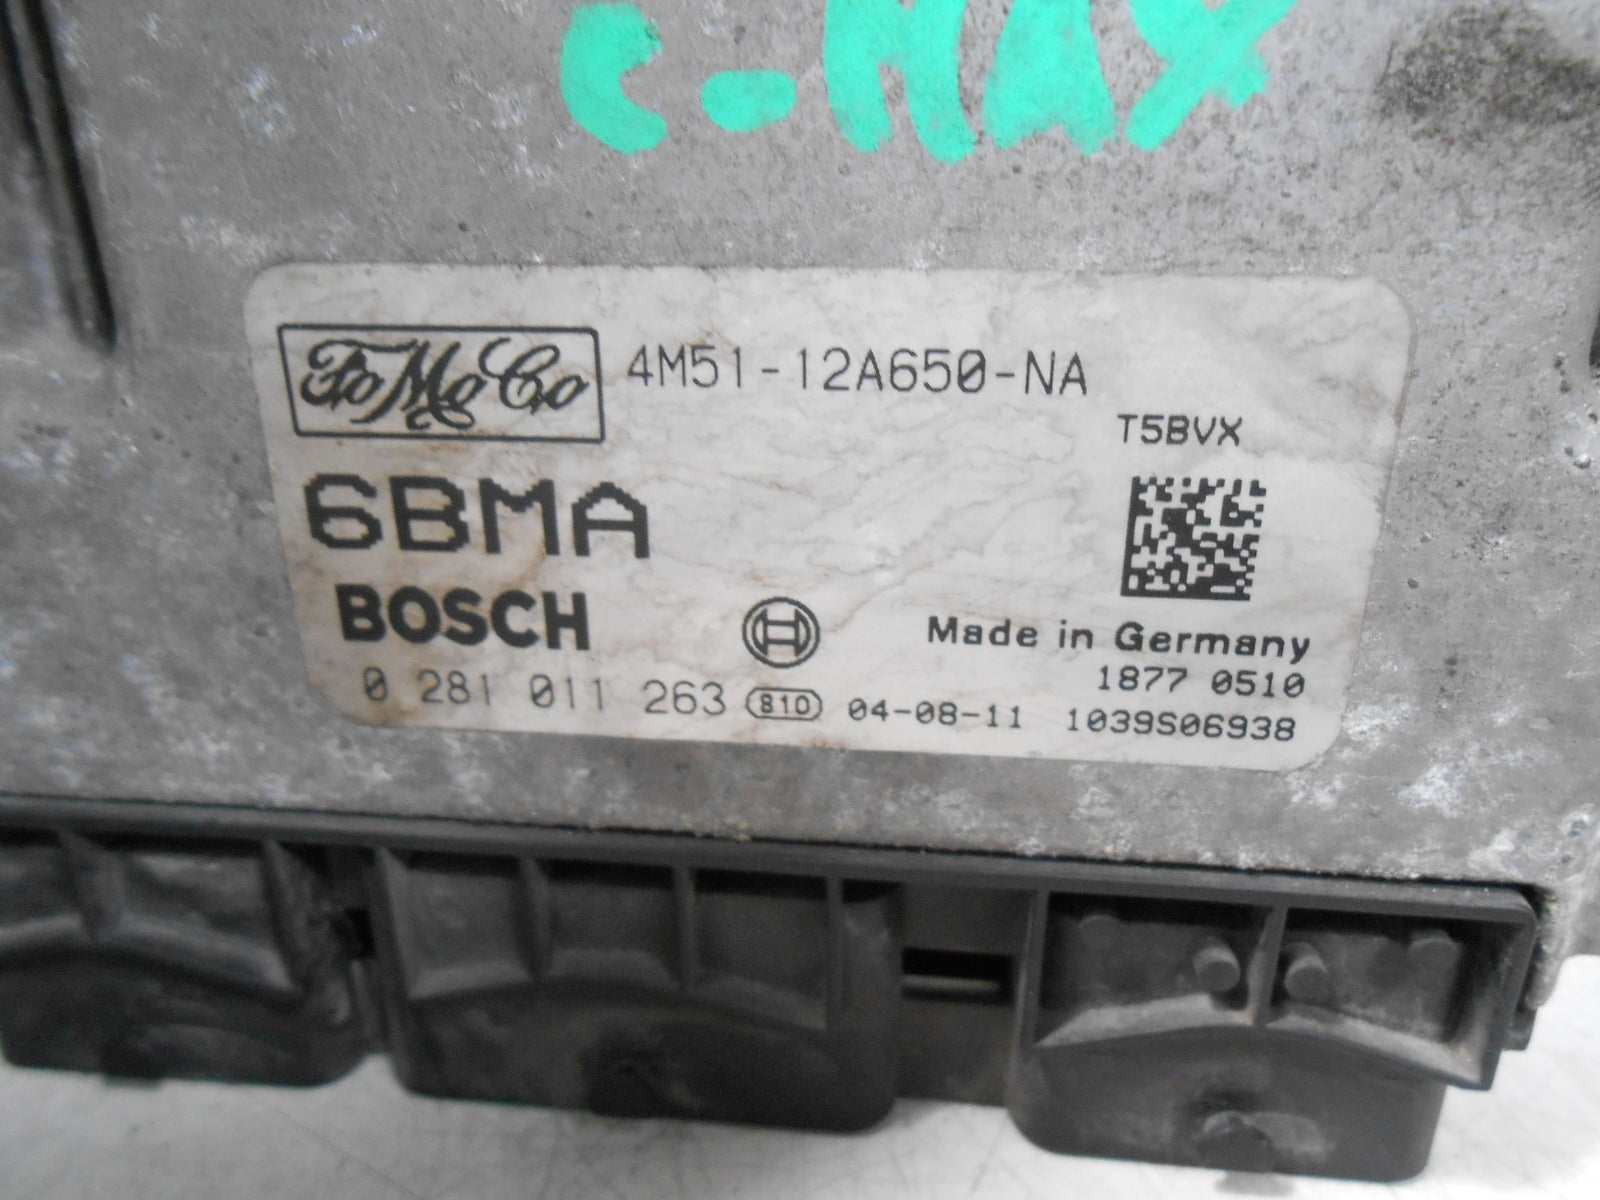 C-MAX
FoMoCo 4M51-12A650-NA
T5BVX
6BMA
BOSCH
Made in Germany
1877 0510
0 281 011 263 810 04-08-11 1039S06938